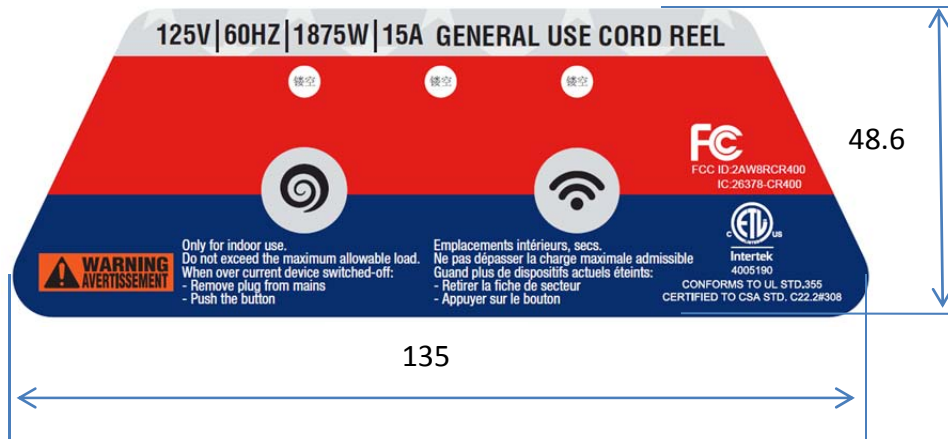 125V|60HZ|1875W|15A GENERAL USE CORD REEL
镂空 镂空 镂空
FC
FCC ID:2AW8RCR400
IC:26378-CR400
WARNING
AVERTISSEMENT
Only for indoor use.
Do not exceed the maximum allowable load.
When over current device switched-off:
- Remove plug from mains
- Push the button
Emplacements intérieurs, secs.
Ne pas dépasser la charge maximale admissible
Guand plus de dispositifs actuels éteints:
- Retirer la fiche de secteur
- Appuyer sur le bouton
C ETL US
Intertek
4005190
CONFORMS TO UL STD.355
CERTIFIED TO CSA STD. C22.2#308
48.6
135